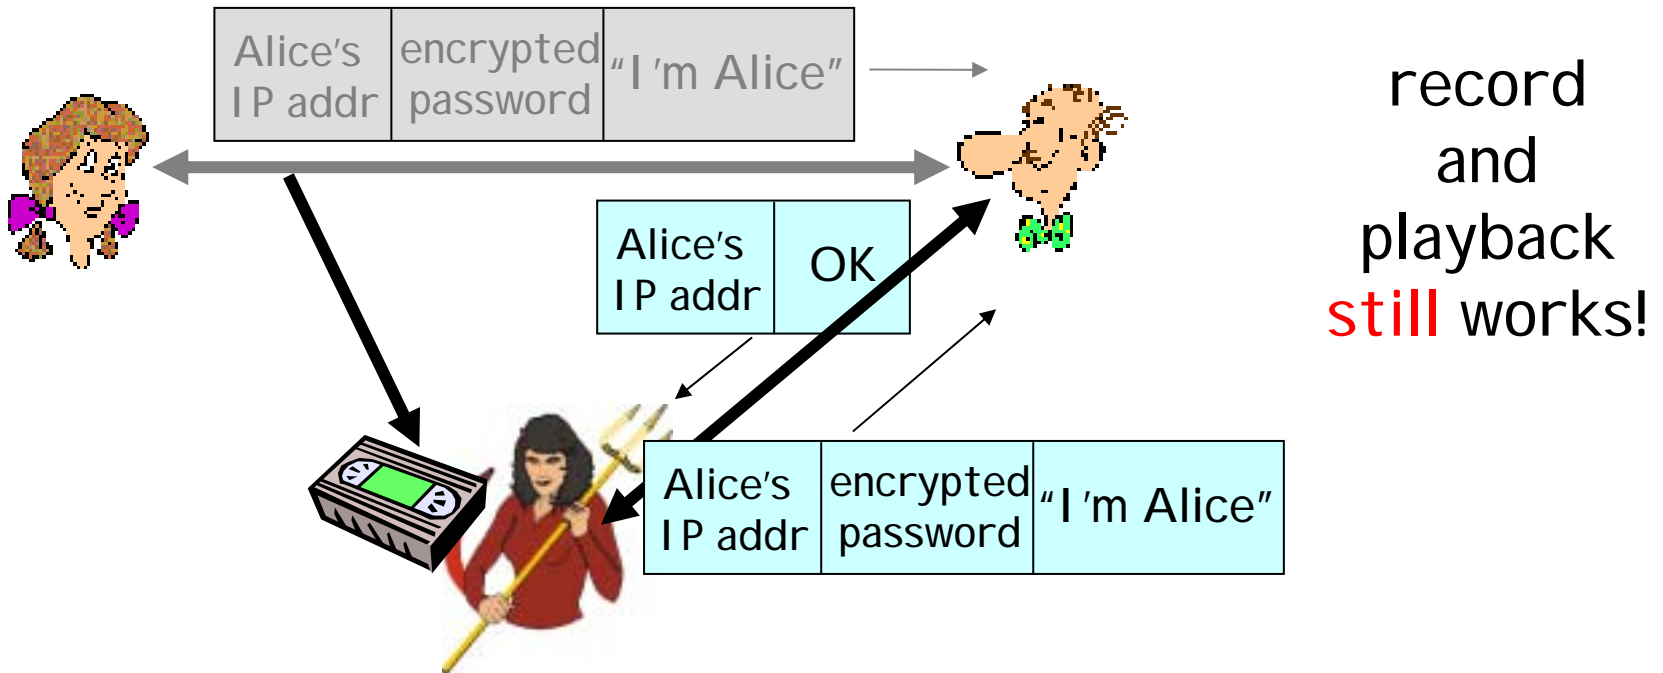 Alice's
IP addr
encrypted
password
"I'm Alice"
record
and
playback
still works!
Alice's
IP addr
OK
Alice's
IP addr
encrypted
password
"I'm Alice"